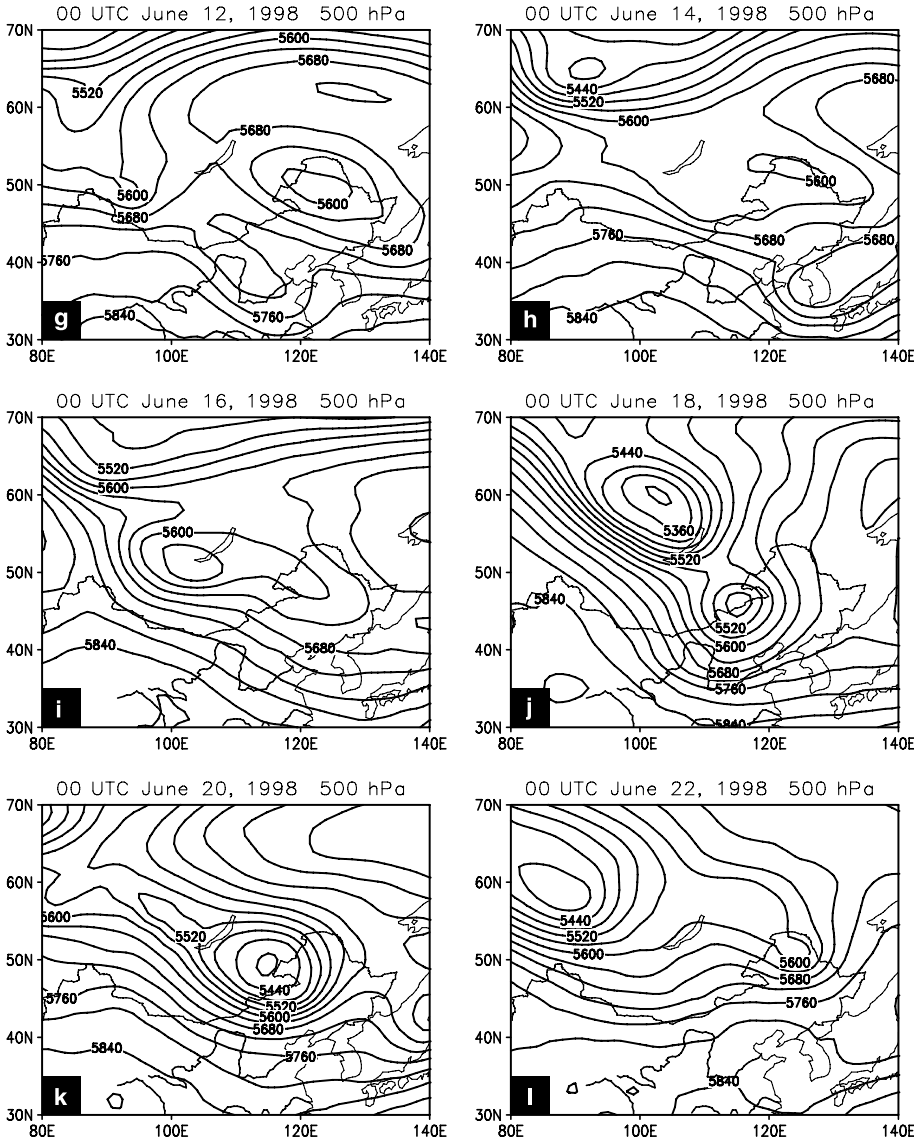 00 UTC June 12, 1998 500 hPa
70N
60N
50N
40N
30N
80E 100E 120E 140E
5600
5680
5520
5680
5600
5680
5600
5680
5760
5840
5760
g
00 UTC June 14, 1998 500 hPa
70N
60N
50N
40N
30N
80E 100E 120E 140E
5680
5440
5520
5600
5600
5760
5680
5680
5840
h
00 UTC June 16, 1998 500 hPa
70N
60N
50N
40N
30N
80E 100E 120E 140E
5520
5600
5600
5840
5680
i
00 UTC June 18, 1998 500 hPa
70N
60N
50N
40N
30N
80E 100E 120E 140E
5440
5360
5520
5840
5520
5600
5680
5760
5840
j
00 UTC June 20, 1998 500 hPa
70N
60N
50N
40N
30N
80E 100E 120E 140E
5600
5520
5440
5520
5600
5680
5760
5760
5840
k
00 UTC June 22, 1998 500 hPa
70N
60N
50N
40N
30N
80E 100E 120E 140E
5440
5520
5600
5600
5680
5760
5840
l